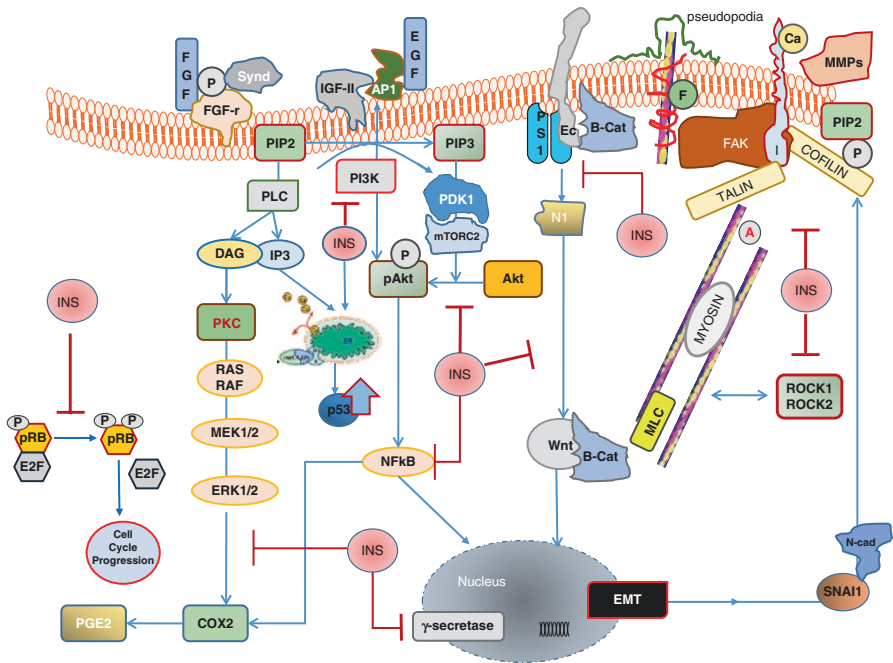 pseudopodia
FGF
P
Synd
FGF-r
IGF-II
AP1
EGF
PS1
Ec
B-Cat
F
Ca
MMPs
FAK
I
PIP2
P
COFILIN
TALIN
PIP2
PIP3
PLC
PI3K
PDK1
mTORC2
N1
INS
INS
DAG
IP3
P
pAkt
Akt
A
MYOSIN
INS
INS
PKC
RAS
RAF
p53
INS
ROCK1
ROCK2
MLC
P
pRB
E2F
P
P
pRB
E2F
MEK1/2
NFkB
Wnt
B-Cat
ERK1/2
Cell
Cycle
Progression
INS
Nucleus
N-cad
SNAI1
EMT
PGE2
COX2
γ-secretase